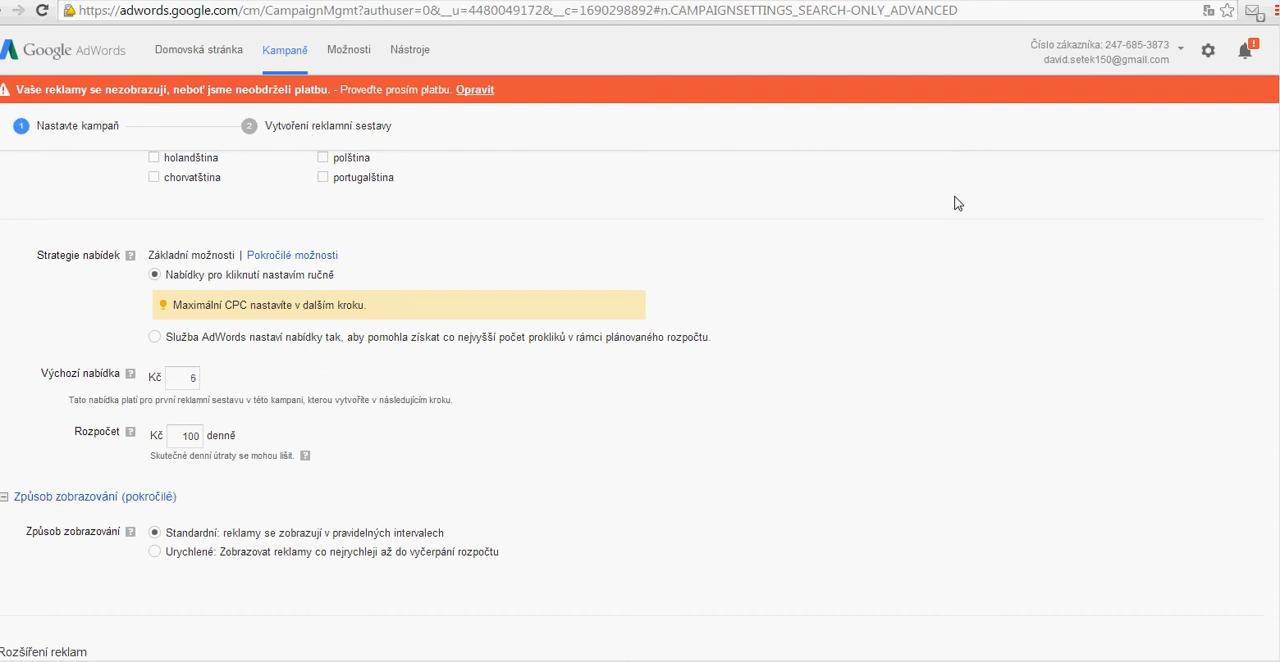 https://adwords.google.com/cm/CampaignMgmt?authuser=0&__u=4480049172&__c=1690298892#n.CAMPAIGNSETTINGS_SEARCH-ONLY_ADVANCED
Google AdWords Domovská stránka Kampaně Možnosti Nástroje
Číslo zákazníka: 247-685-3873
david.setek150@gmail.com
Vaše reklamy se nezobrazují, neboť jsme neobdrželi platbu. - Proveďte prosím platbu. Opravit
1 Nastavte kampaň 2 Vytvoření reklamní sestavy
holandština polština
chorvatština portugalština
Strategie nabídek ? Základní možnosti | Pokročilé možnosti
Nabídky pro kliknutí nastavím ručně
Maximální CPC nastavíte v dalším kroku.
Služba AdWords nastaví nabídky tak, aby pomohla získat co nejvyšší počet prokliků v rámci plánovaného rozpočtu.
Výchozí nabídka ? Kč 6
Tato nabídka platí pro první reklamní sestavu v této kampani, kterou vytvoříte v následujícím kroku.
Rozpočet ? Kč 100 denně
Skutečné denní útraty se mohou lišit. ?
Způsob zobrazování (pokročilé)
Způsob zobrazování ? Standardní: reklamy se zobrazují v pravidelných intervalech
Urychlené: Zobrazovat reklamy co nejrychleji až do vyčerpání rozpočtu
Rozšíření reklam